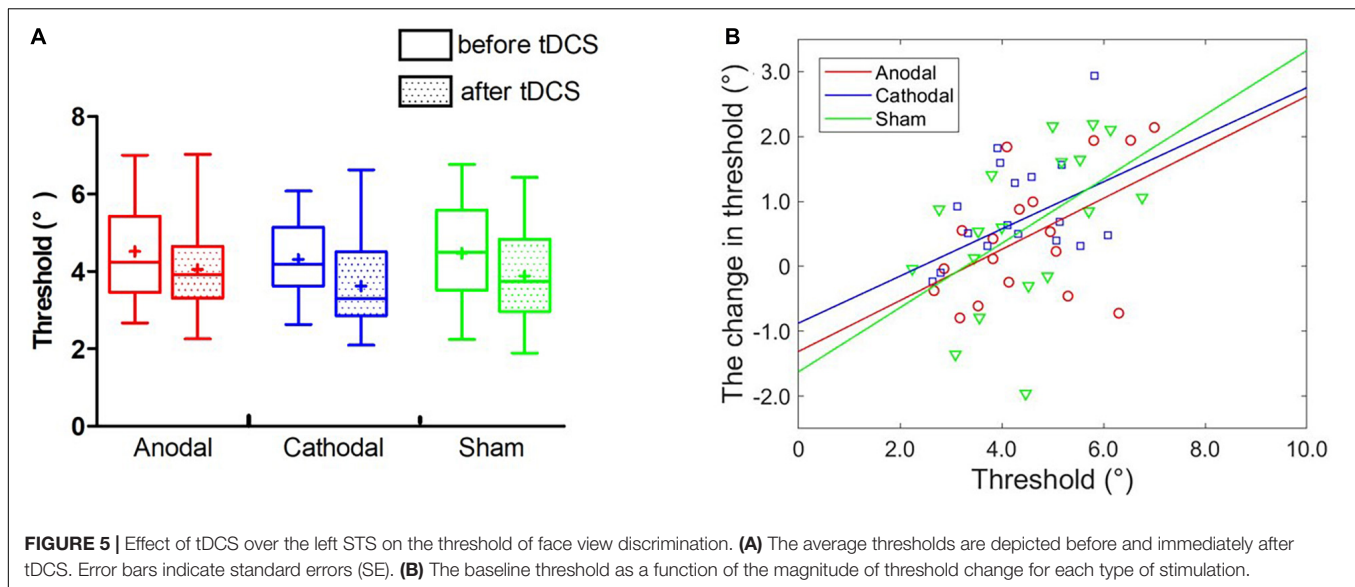 A
before tDCS
after tDCS
Threshold (°)
8
6
4
2
0
Anodal Cathodal Sham
B
Anodal
Cathodal
Sham
The change in threshold (°)
3.0
2.0
1.0
0
-1.0
-2.0
0 2.0 4.0 6.0 8.0 10.0
Threshold (°)
FIGURE 5 | Effect of tDCS over the left STS on the threshold of face view discrimination. (A) The average thresholds are depicted before and immediately after
tDCS. Error bars indicate standard errors (SE). (B) The baseline threshold as a function of the magnitude of threshold change for each type of stimulation.